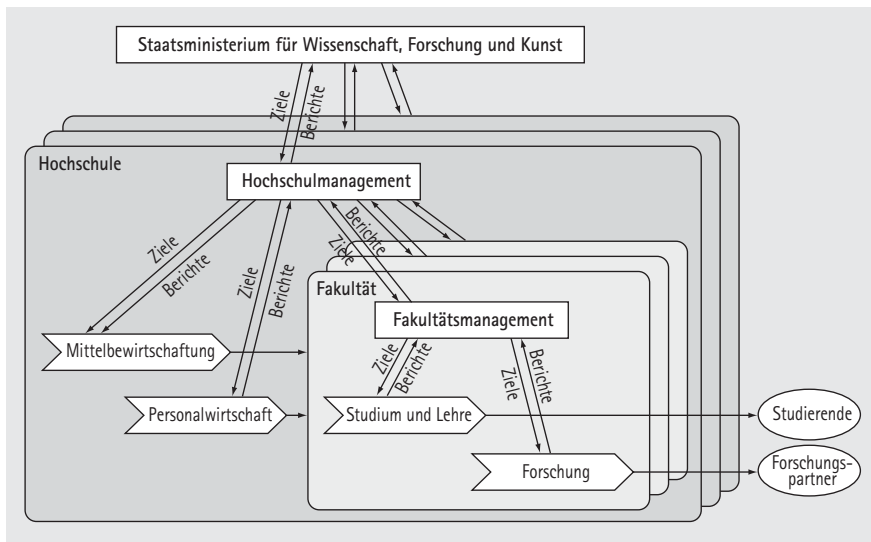 Staatsministerium für Wissenschaft, Forschung und Kunst
Ziele
Berichte
Hochschule
Hochschulmanagement
Ziele
Berichte
Ziele
Berichte
Berichte
Ziele
Fakultät
Fakultätsmanagement
Mittelbewirtschaftung
Ziele
Berichte
Ziele
Berichte
Personalwirtschaft
Studium und Lehre
Studierende
Forschung
Forschungs-
partner